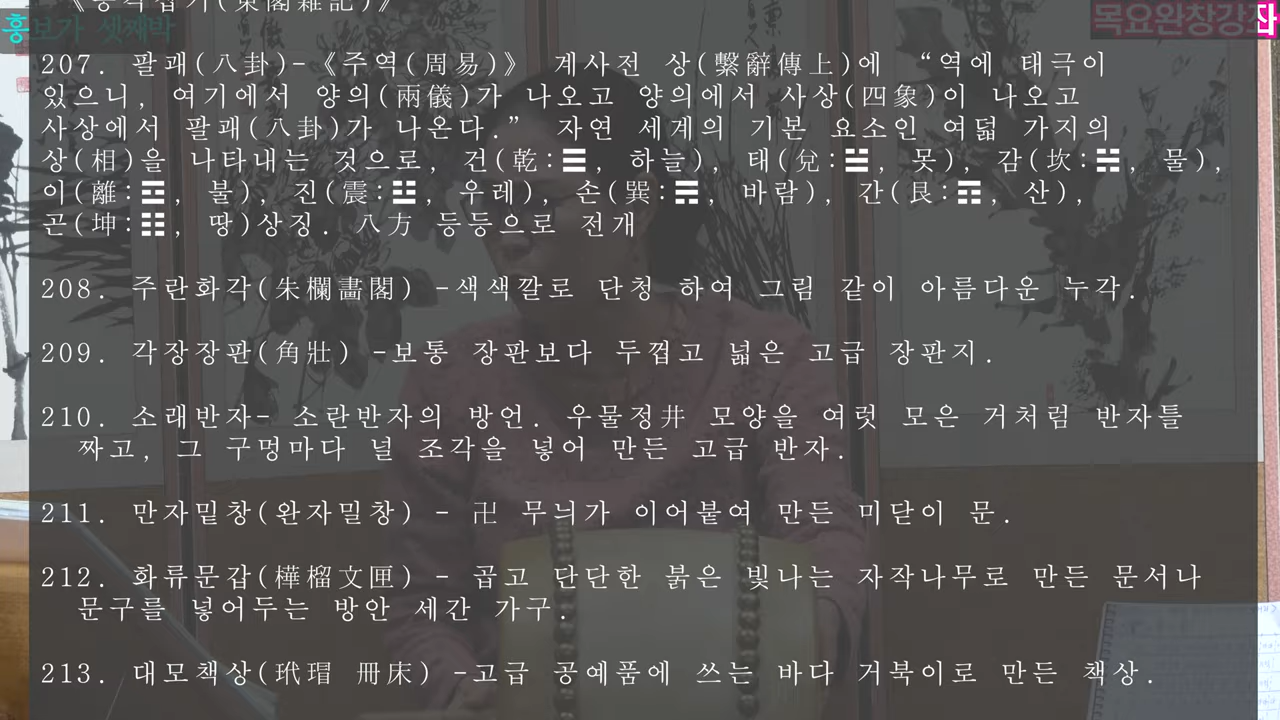 《동각잡기(東閣雜記)》
흥보가 셋째박
목요완창강좌
207. 팔괘(八卦)-《주역(周易)》 계사전 상(繫辭傳上)에 “역에 태극이
있으니, 여기에서 양의(兩儀)가 나오고 양의에서 사상(四象)이 나오고
사상에서 팔괘(八卦)가 나온다.” 자연 세계의 기본 요소인 여덟 가지의
상(相)을 나타내는 것으로, 건(乾:☰, 하늘), 태(兌:☱, 못), 감(坎:☵, 물),
이(離:☲, 불), 진(震:☳, 우레), 손(巽:☴, 바람), 간(艮:☶, 산),
곤(坤:☷, 땅)상징. 八方 등등으로 전개
208. 주란화각(朱欄畵閣) -색색깔로 단청 하여 그림 같이 아름다운 누각.
209. 각장장판(角壯) -보통 장판보다 두껍고 넓은 고급 장판지.
210. 소래반자- 소란반자의 방언. 우물정井 모양을 여럿 모은 거처럼 반자틀
짜고, 그 구멍마다 널 조각을 넣어 만든 고급 반자.
211. 만자밑창(완자밀창) - 卍 무늬가 이어붙여 만든 미닫이 문.
212. 화류문갑(樺榴文匣) - 곱고 단단한 붉은 빛나는 자작나무로 만든 문서나
문구를 넣어두는 방안 세간 가구.
213. 대모책상(玳瑁 冊床) -고급 공예품에 쓰는 바다 거북이로 만든 책상.